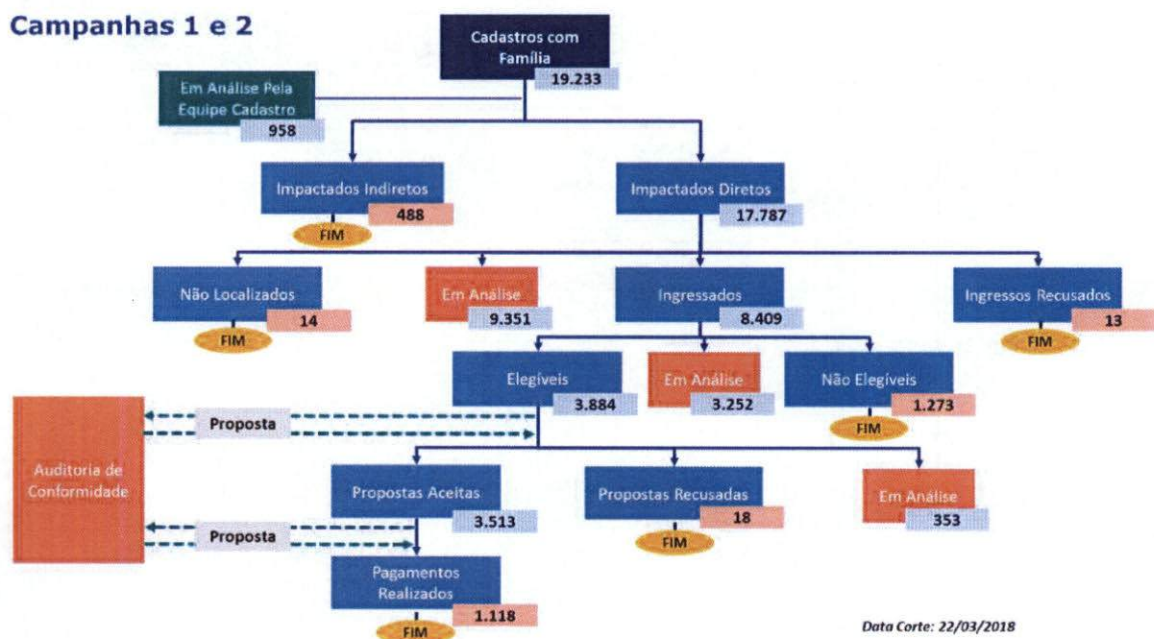 Campanhas 1 e 2
Cadastros com
Família
19.233
Em Análise Pela
Equipe Cadastro
958
Impactados Indiretos
488
FIM
Impactados Diretos
17.787
Não Localizados
14
FIM
Em Análise
9.351
Ingressados
8.409
Ingressos Recusados
13
FIM
Elegíveis
3.884
Em Análise
3.252
Não Elegíveis
1.273
FIM
Proposta
Auditoria de
Conformidade
Propostas Aceitas
3.513
Propostas Recusadas
18
FIM
Em Análise
353
Proposta
Pagamentos
Realizados
1.118
FIM
Data Corte: 22/03/2018